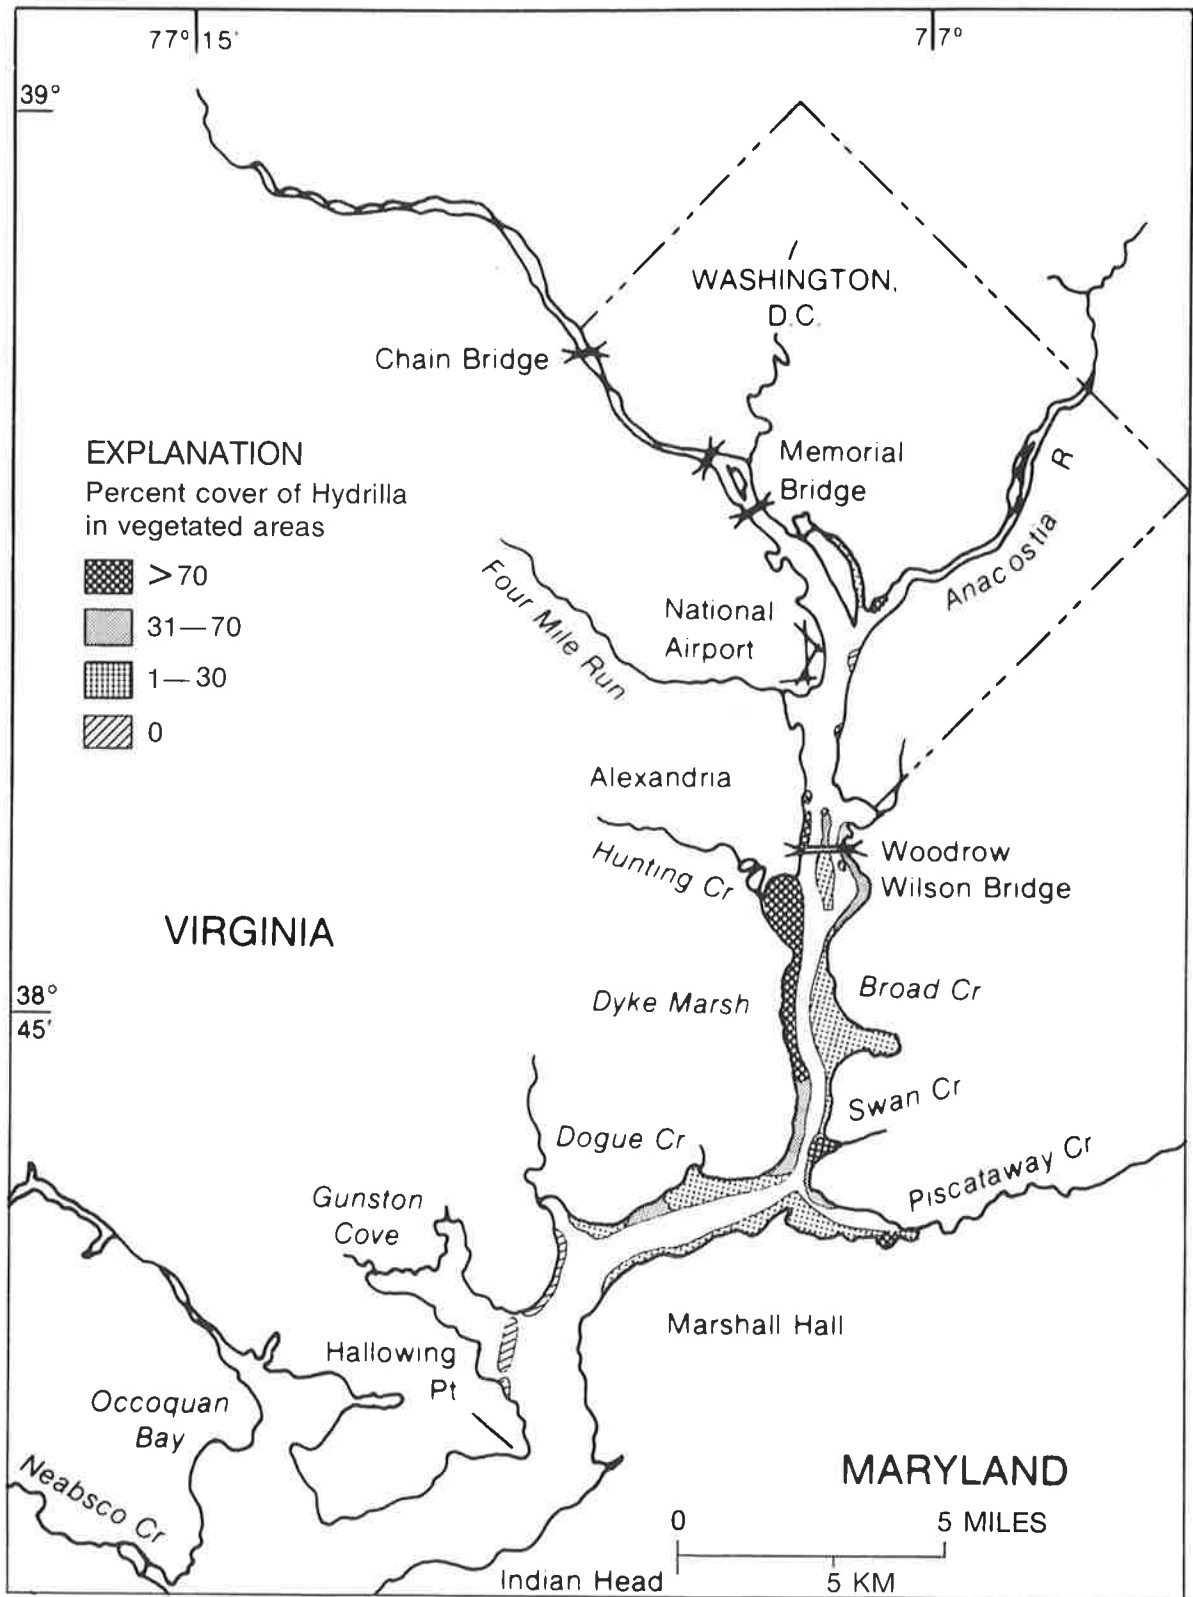 77° 15'
77°
39°
WASHINGTON,
D.C.
Chain Bridge
EXPLANATION
Percent cover of Hydrilla
in vegetated areas
>70
31—70
1—30
0
Memorial
Bridge
Anacostia R
Four Mile Run
National
Airport
Alexandria
Hunting Cr
Woodrow
Wilson Bridge
VIRGINIA
38°
45'
Dyke Marsh
Broad Cr
Swan Cr
Dogue Cr
Piscataway Cr
Gunston
Cove
Marshall Hall
Hallowing
Pt
Occoquan
Bay
Neabsco Cr
MARYLAND
0
5 MILES
5 KM
Indian Head